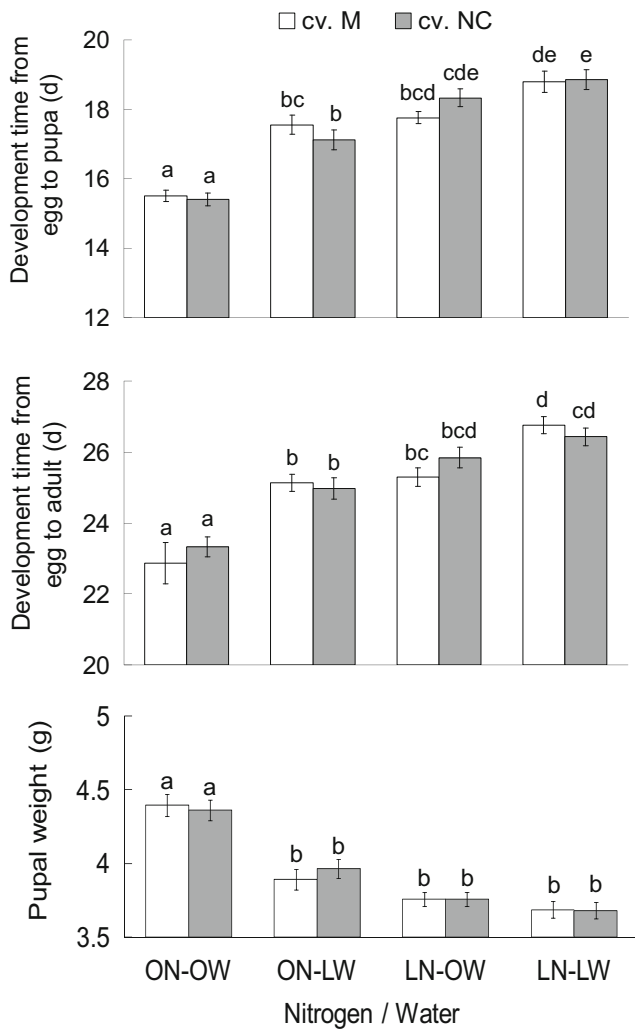 cv. M cv. NC
Development time from
egg to pupa (d)
20
18
16
14
12
a a
bc b
bcd cde
de e
Development time from
egg to adult (d)
28
26
24
22
20
a a
b b
bc bcd
d cd
Pupal weight (g)
5
4.5
4
3.5
a a
b b
b b
b b
ON-OW ON-LW LN-OW LN-LW
Nitrogen / Water